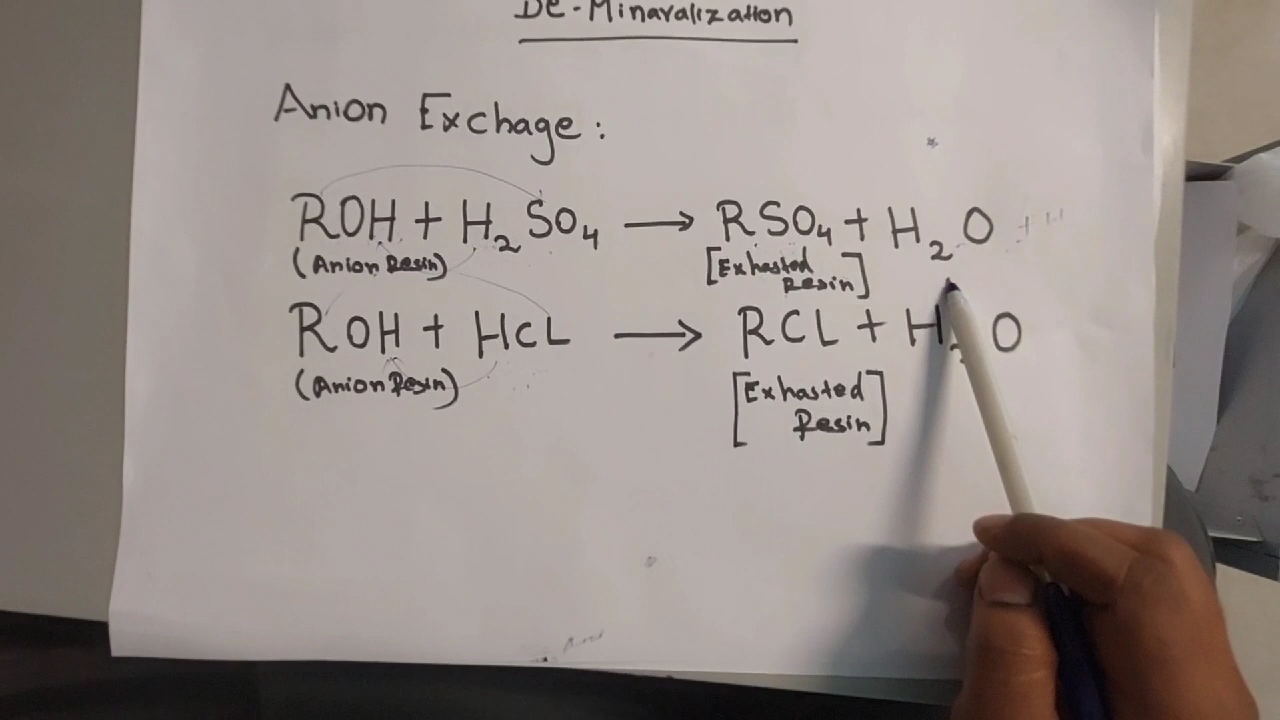 De-Minaralization
Anion Exchage:
ROH + H₂SO₄ → RSO₄ + H₂O
(Anion Resin) [Exhasted Resin]
ROH + HCL → RCL + H₂O
(Anion Resin) [Exhasted Resin]